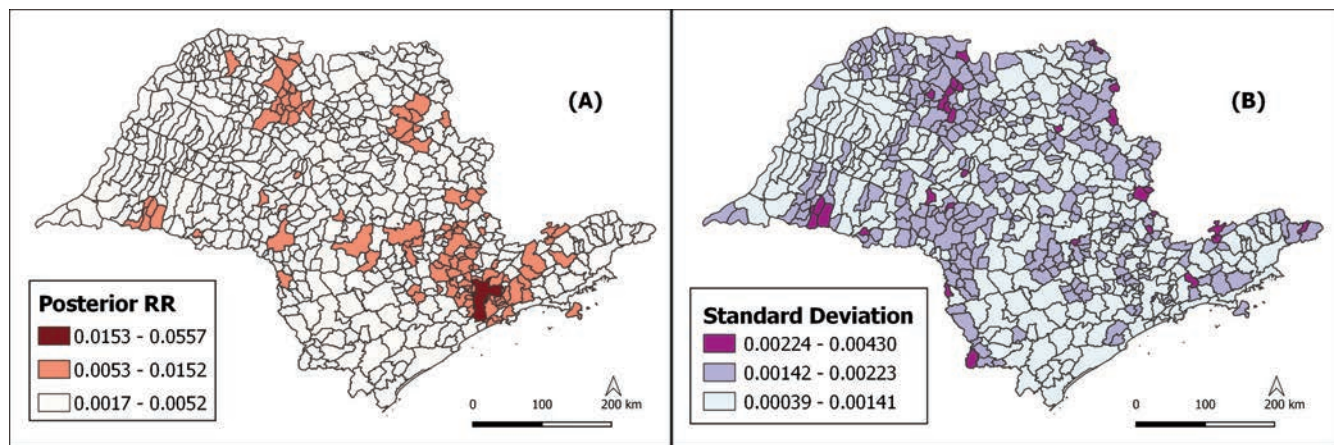 (A)
Posterior RR
0.0153 - 0.0557
0.0053 - 0.0152
0.0017 - 0.0052
0 100 200 km
(B)
Standard Deviation
0.00224 - 0.00430
0.00142 - 0.00223
0.00039 - 0.00141
0 100 200 km